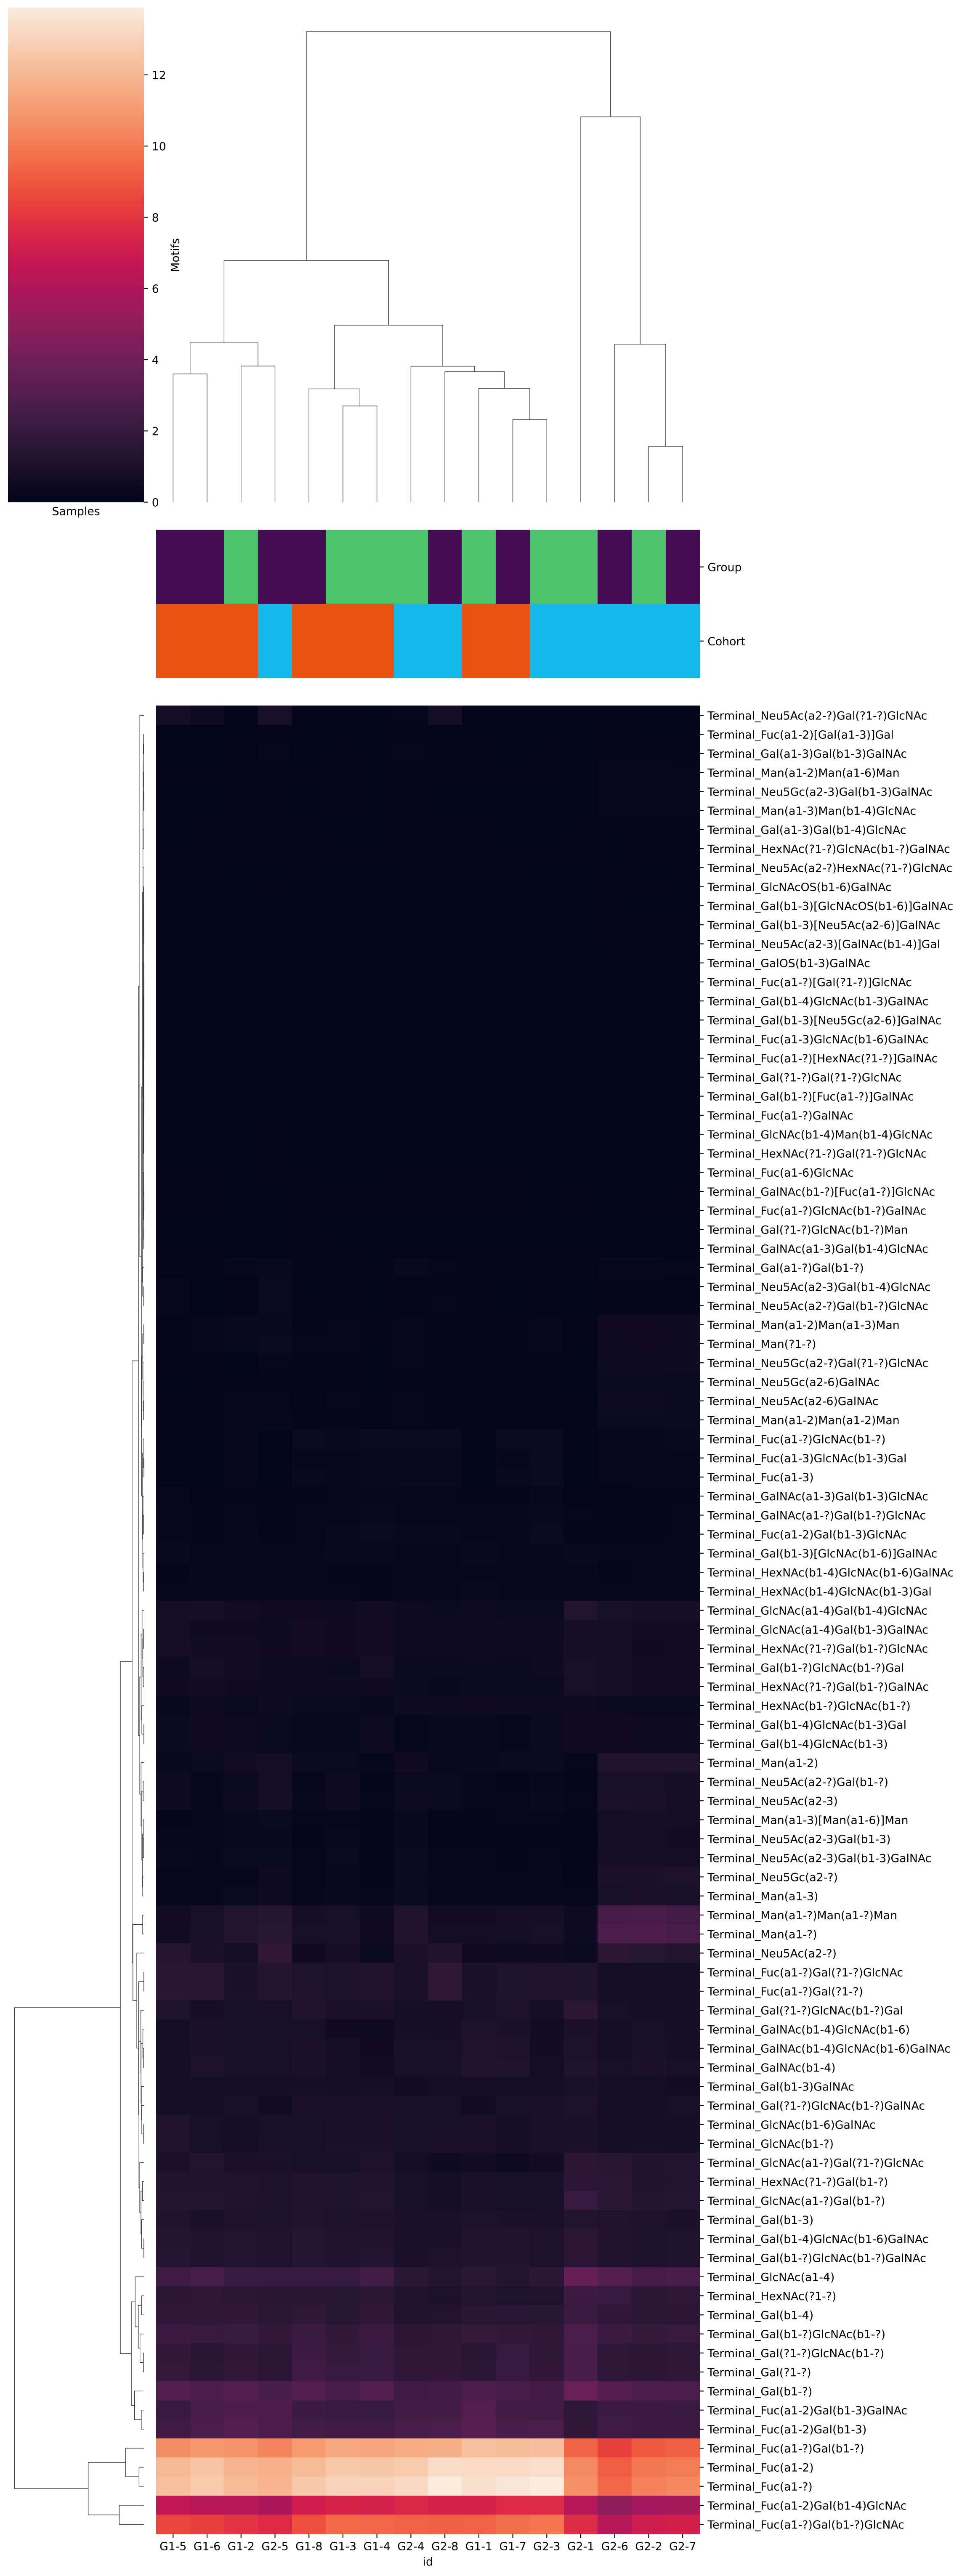 12
10
8
6
4
2
0
Samples
Motifs
Group
Cohort
Terminal_Neu5Ac(a2-?)Gal(?1-?)GlcNAc
Terminal_Fuc(a1-2)[Gal(a1-3)]Gal
Terminal_Gal(a1-3)Gal(b1-3)GalNAc
Terminal_Man(a1-2)Man(a1-6)Man
Terminal_Neu5Gc(a2-3)Gal(b1-3)GalNAc
Terminal_Man(a1-3)Man(b1-4)GlcNAc
Terminal_Gal(a1-3)Gal(b1-4)GlcNAc
Terminal_HexNAc(?1-?)GlcNAc(b1-?)GalNAc
Terminal_Neu5Ac(a2-?)HexNAc(?1-?)GlcNAc
Terminal_GlcNAcOS(b1-6)GalNAc
Terminal_Gal(b1-3)[GlcNAcOS(b1-6)]GalNAc
Terminal_Gal(b1-3)[Neu5Ac(a2-6)]GalNAc
Terminal_Neu5Ac(a2-3)[GalNAc(b1-4)]Gal
Terminal_GalOS(b1-3)GalNAc
Terminal_Fuc(a1-?)[Gal(?1-?)]GlcNAc
Terminal_Gal(b1-4)GlcNAc(b1-3)GalNAc
Terminal_Gal(b1-3)[Neu5Gc(a2-6)]GalNAc
Terminal_Fuc(a1-3)GlcNAc(b1-6)GalNAc
Terminal_Fuc(a1-?)[HexNAc(?1-?)]GalNAc
Terminal_Gal(?1-?)Gal(?1-?)GlcNAc
Terminal_Gal(b1-?)[Fuc(a1-?)]GalNAc
Terminal_Fuc(a1-?)GalNAc
Terminal_GlcNAc(b1-4)Man(b1-4)GlcNAc
Terminal_HexNAc(?1-?)Gal(?1-?)GlcNAc
Terminal_Fuc(a1-6)GlcNAc
Terminal_GalNAc(b1-?)[Fuc(a1-?)]GlcNAc
Terminal_Fuc(a1-?)GlcNAc(b1-?)GalNAc
Terminal_Gal(?1-?)GlcNAc(b1-?)Man
Terminal_GalNAc(a1-3)Gal(b1-4)GlcNAc
Terminal_Gal(a1-?)Gal(b1-?)
Terminal_Neu5Ac(a2-3)Gal(b1-4)GlcNAc
Terminal_Neu5Ac(a2-?)Gal(b1-?)GlcNAc
Terminal_Man(a1-2)Man(a1-3)Man
Terminal_Man(?1-?)
Terminal_Neu5Gc(a2-?)Gal(?1-?)GlcNAc
Terminal_Neu5Gc(a2-6)GalNAc
Terminal_Neu5Ac(a2-6)GalNAc
Terminal_Man(a1-2)Man(a1-2)Man
Terminal_Fuc(a1-?)GlcNAc(b1-?)
Terminal_Fuc(a1-3)GlcNAc(b1-3)Gal
Terminal_Fuc(a1-3)
Terminal_GalNAc(a1-3)Gal(b1-3)GlcNAc
Terminal_GalNAc(a1-?)Gal(b1-?)GlcNAc
Terminal_Fuc(a1-2)Gal(b1-3)GlcNAc
Terminal_Gal(b1-3)[GlcNAc(b1-6)]GalNAc
Terminal_HexNAc(b1-4)GlcNAc(b1-6)GalNAc
Terminal_HexNAc(b1-4)GlcNAc(b1-3)Gal
Terminal_GlcNAc(a1-4)Gal(b1-4)GlcNAc
Terminal_GlcNAc(a1-4)Gal(b1-3)GalNAc
Terminal_HexNAc(?1-?)Gal(b1-?)GlcNAc
Terminal_Gal(b1-?)GlcNAc(b1-?)Gal
Terminal_HexNAc(?1-?)Gal(b1-?)GalNAc
Terminal_HexNAc(b1-?)GlcNAc(b1-?)
Terminal_Gal(b1-4)GlcNAc(b1-3)Gal
Terminal_Gal(b1-4)GlcNAc(b1-3)
Terminal_Man(a1-2)
Terminal_Neu5Ac(a2-?)Gal(b1-?)
Terminal_Neu5Ac(a2-3)
Terminal_Man(a1-3)[Man(a1-6)]Man
Terminal_Neu5Ac(a2-3)Gal(b1-3)
Terminal_Neu5Ac(a2-3)Gal(b1-3)GalNAc
Terminal_Neu5Gc(a2-?)
Terminal_Man(a1-3)
Terminal_Man(a1-?)Man(a1-?)Man
Terminal_Man(a1-?)
Terminal_Neu5Ac(a2-?)
Terminal_Fuc(a1-?)Gal(?1-?)GlcNAc
Terminal_Fuc(a1-?)Gal(?1-?)
Terminal_Gal(?1-?)GlcNAc(b1-?)Gal
Terminal_GalNAc(b1-4)GlcNAc(b1-6)
Terminal_GalNAc(b1-4)GlcNAc(b1-6)GalNAc
Terminal_GalNAc(b1-4)
Terminal_Gal(b1-3)GalNAc
Terminal_Gal(?1-?)GlcNAc(b1-?)GalNAc
Terminal_GlcNAc(b1-6)GalNAc
Terminal_GlcNAc(b1-?)
Terminal_GlcNAc(a1-?)Gal(?1-?)GlcNAc
Terminal_HexNAc(?1-?)Gal(b1-?)
Terminal_GlcNAc(a1-?)Gal(b1-?)
Terminal_Gal(b1-3)
Terminal_Gal(b1-4)GlcNAc(b1-6)GalNAc
Terminal_Gal(b1-?)GlcNAc(b1-?)GalNAc
Terminal_GlcNAc(a1-4)
Terminal_HexNAc(?1-?)
Terminal_Gal(b1-4)
Terminal_Gal(b1-?)GlcNAc(b1-?)
Terminal_Gal(?1-?)GlcNAc(b1-?)
Terminal_Gal(?1-?)
Terminal_Gal(b1-?)
Terminal_Fuc(a1-2)Gal(b1-3)GalNAc
Terminal_Fuc(a1-2)Gal(b1-3)
Terminal_Fuc(a1-?)Gal(b1-?)
Terminal_Fuc(a1-2)
Terminal_Fuc(a1-?)
Terminal_Fuc(a1-2)Gal(b1-4)GlcNAc
Terminal_Fuc(a1-?)Gal(b1-?)GlcNAc
G1-5 G1-6 G1-2 G2-5 G1-8 G1-3 G1-4 G2-4 G2-8 G1-1 G1-7 G2-3 G2-1 G2-6 G2-2 G2-7
id